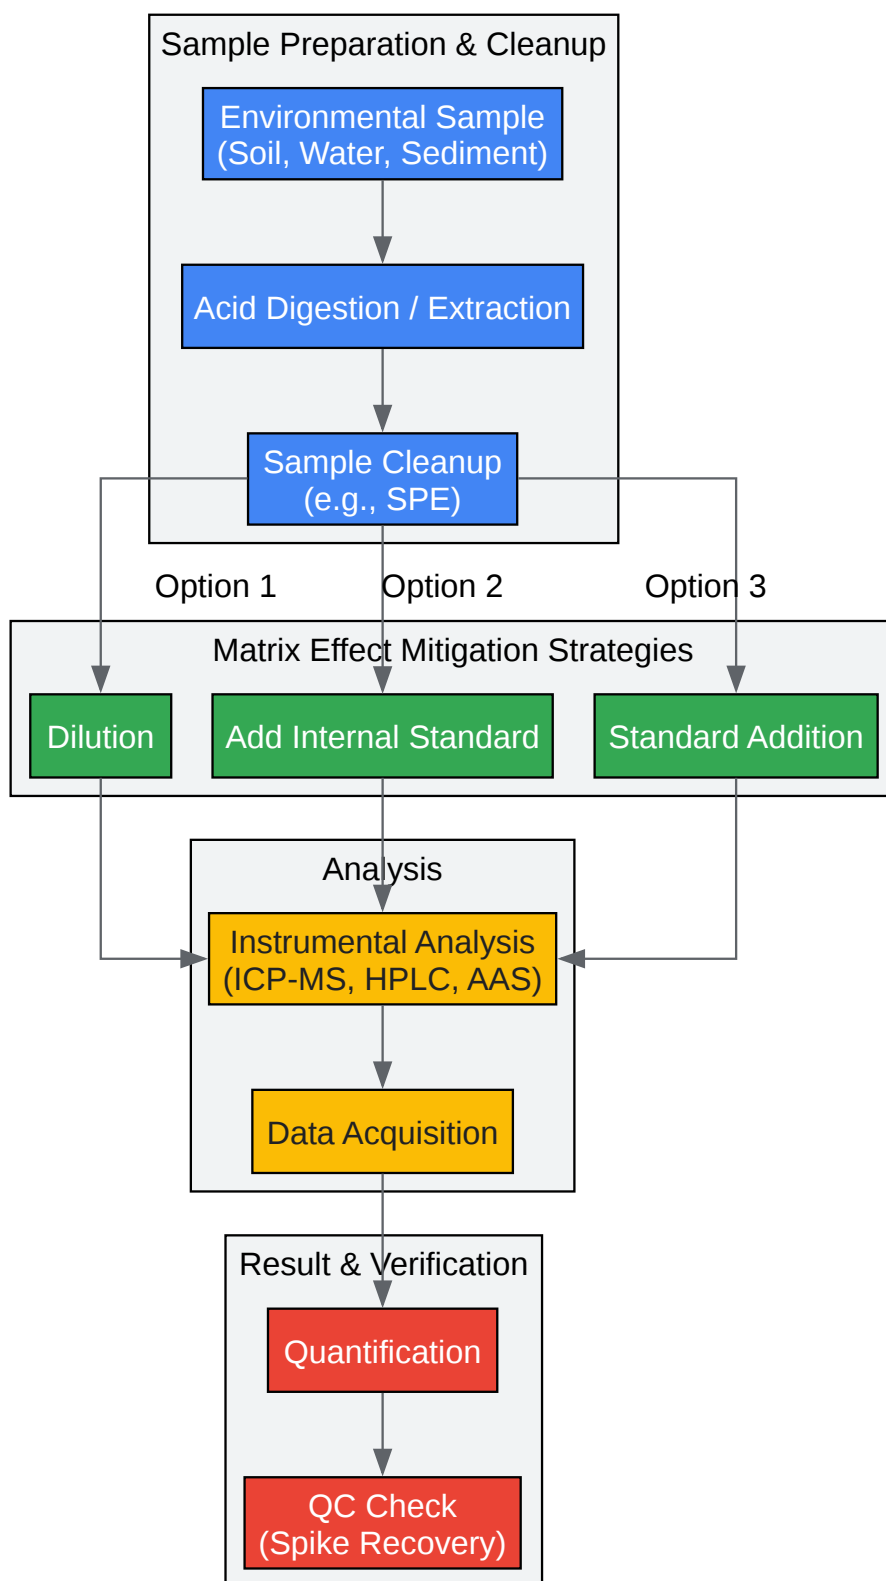 Sample Preparation & Cleanup
Environmental Sample
(Soil, Water, Sediment)
Acid Digestion / Extraction
Sample Cleanup
(e.g., SPE)
Option 1
Option 2
Option 3
Matrix Effect Mitigation Strategies
Dilution
Add Internal Standard
Standard Addition
Analysis
Instrumental Analysis
(ICP-MS, HPLC, AAS)
Data Acquisition
Result & Verification
Quantification
QC Check
(Spike Recovery)